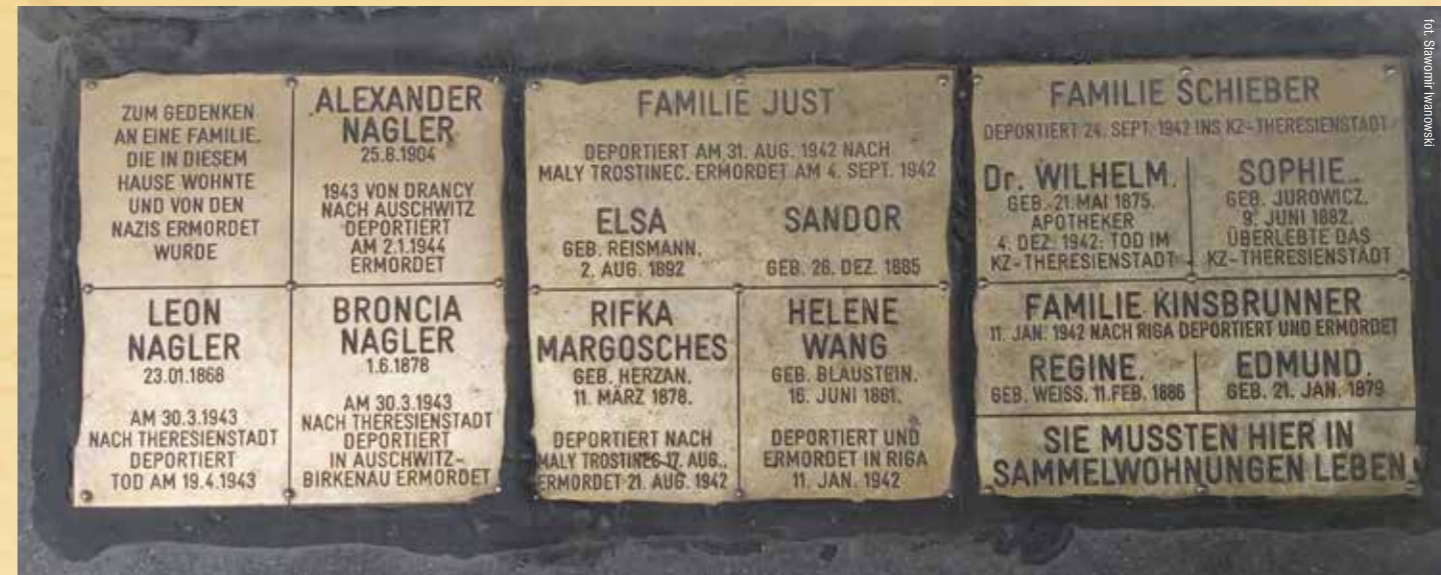 ZUM GEDENKEN
AN EINE FAMILIE.
DIE IN DIESEM
HAUSE WOHNTE
UND VON DEN
NAZIS ERMORDET
WURDE
ALEXANDER
NAGLER
25.8.1904
1943 VON DRANCY
NACH AUSCHWITZ
DEPORTIERT
AM 2.1.1944
ERMORDET
LEON
NAGLER
23.01.1868
AM 30.3.1943
NACH THERESIENSTADT
DEPORTIERT
TOD AM 19.4.1943
BRONCIA
NAGLER
1.6.1878
AM 30.3.1943
NACH THERESIENSTADT
DEPORTIERT
IN AUSCHWITZ-
BIRKENAU ERMORDET
FAMILIE JUST
DEPORTIERT AM 31. AUG. 1942 NACH
MALY TROSTINEC. ERMORDET AM 4. SEPT. 1942
ELSA
GEB. REISMANN.
2. AUG. 1892
SANDOR
GEB. 26. DEZ. 1885
RIFKA
MARGOSCHES
GEB. HERZAN.
11. MÄRZ 1878.
DEPORTIERT NACH
MALY TROSTINEC 17. AUG.,
ERMORDET 21. AUG. 1942
HELENE
WANG
GEB. BLAUSTEIN.
16. JUNI 1881.
DEPORTIERT UND
ERMORDET IN RIGA
11. JAN. 1942
FAMILIE SCHIEBER
DEPORTIERT 24. SEPT. 1942 INS KZ-THERESIENSTADT
Dr. WILHELM.
GEB. 21. MAI 1875.
APOTHEKER
4. DEZ. 1942: TOD IM
KZ-THERESIENSTADT
SOPHIE.
GEB. JUROWICZ.
9. JUNI 1882.
ÜBERLEBTE DAS
KZ-THERESIENSTADT
FAMILIE KINSBRUNNER
11. JAN. 1942 NACH RIGA DEPORTIERT UND ERMORDET
REGINE.
GEB. WEISS. 11. FEB. 1886
EDMUND.
GEB. 21. JAN. 1879
SIE MUSSTEN HIER IN
SAMMELWOHNUNGEN LEBEN
fot. Sławomir Iwanowski